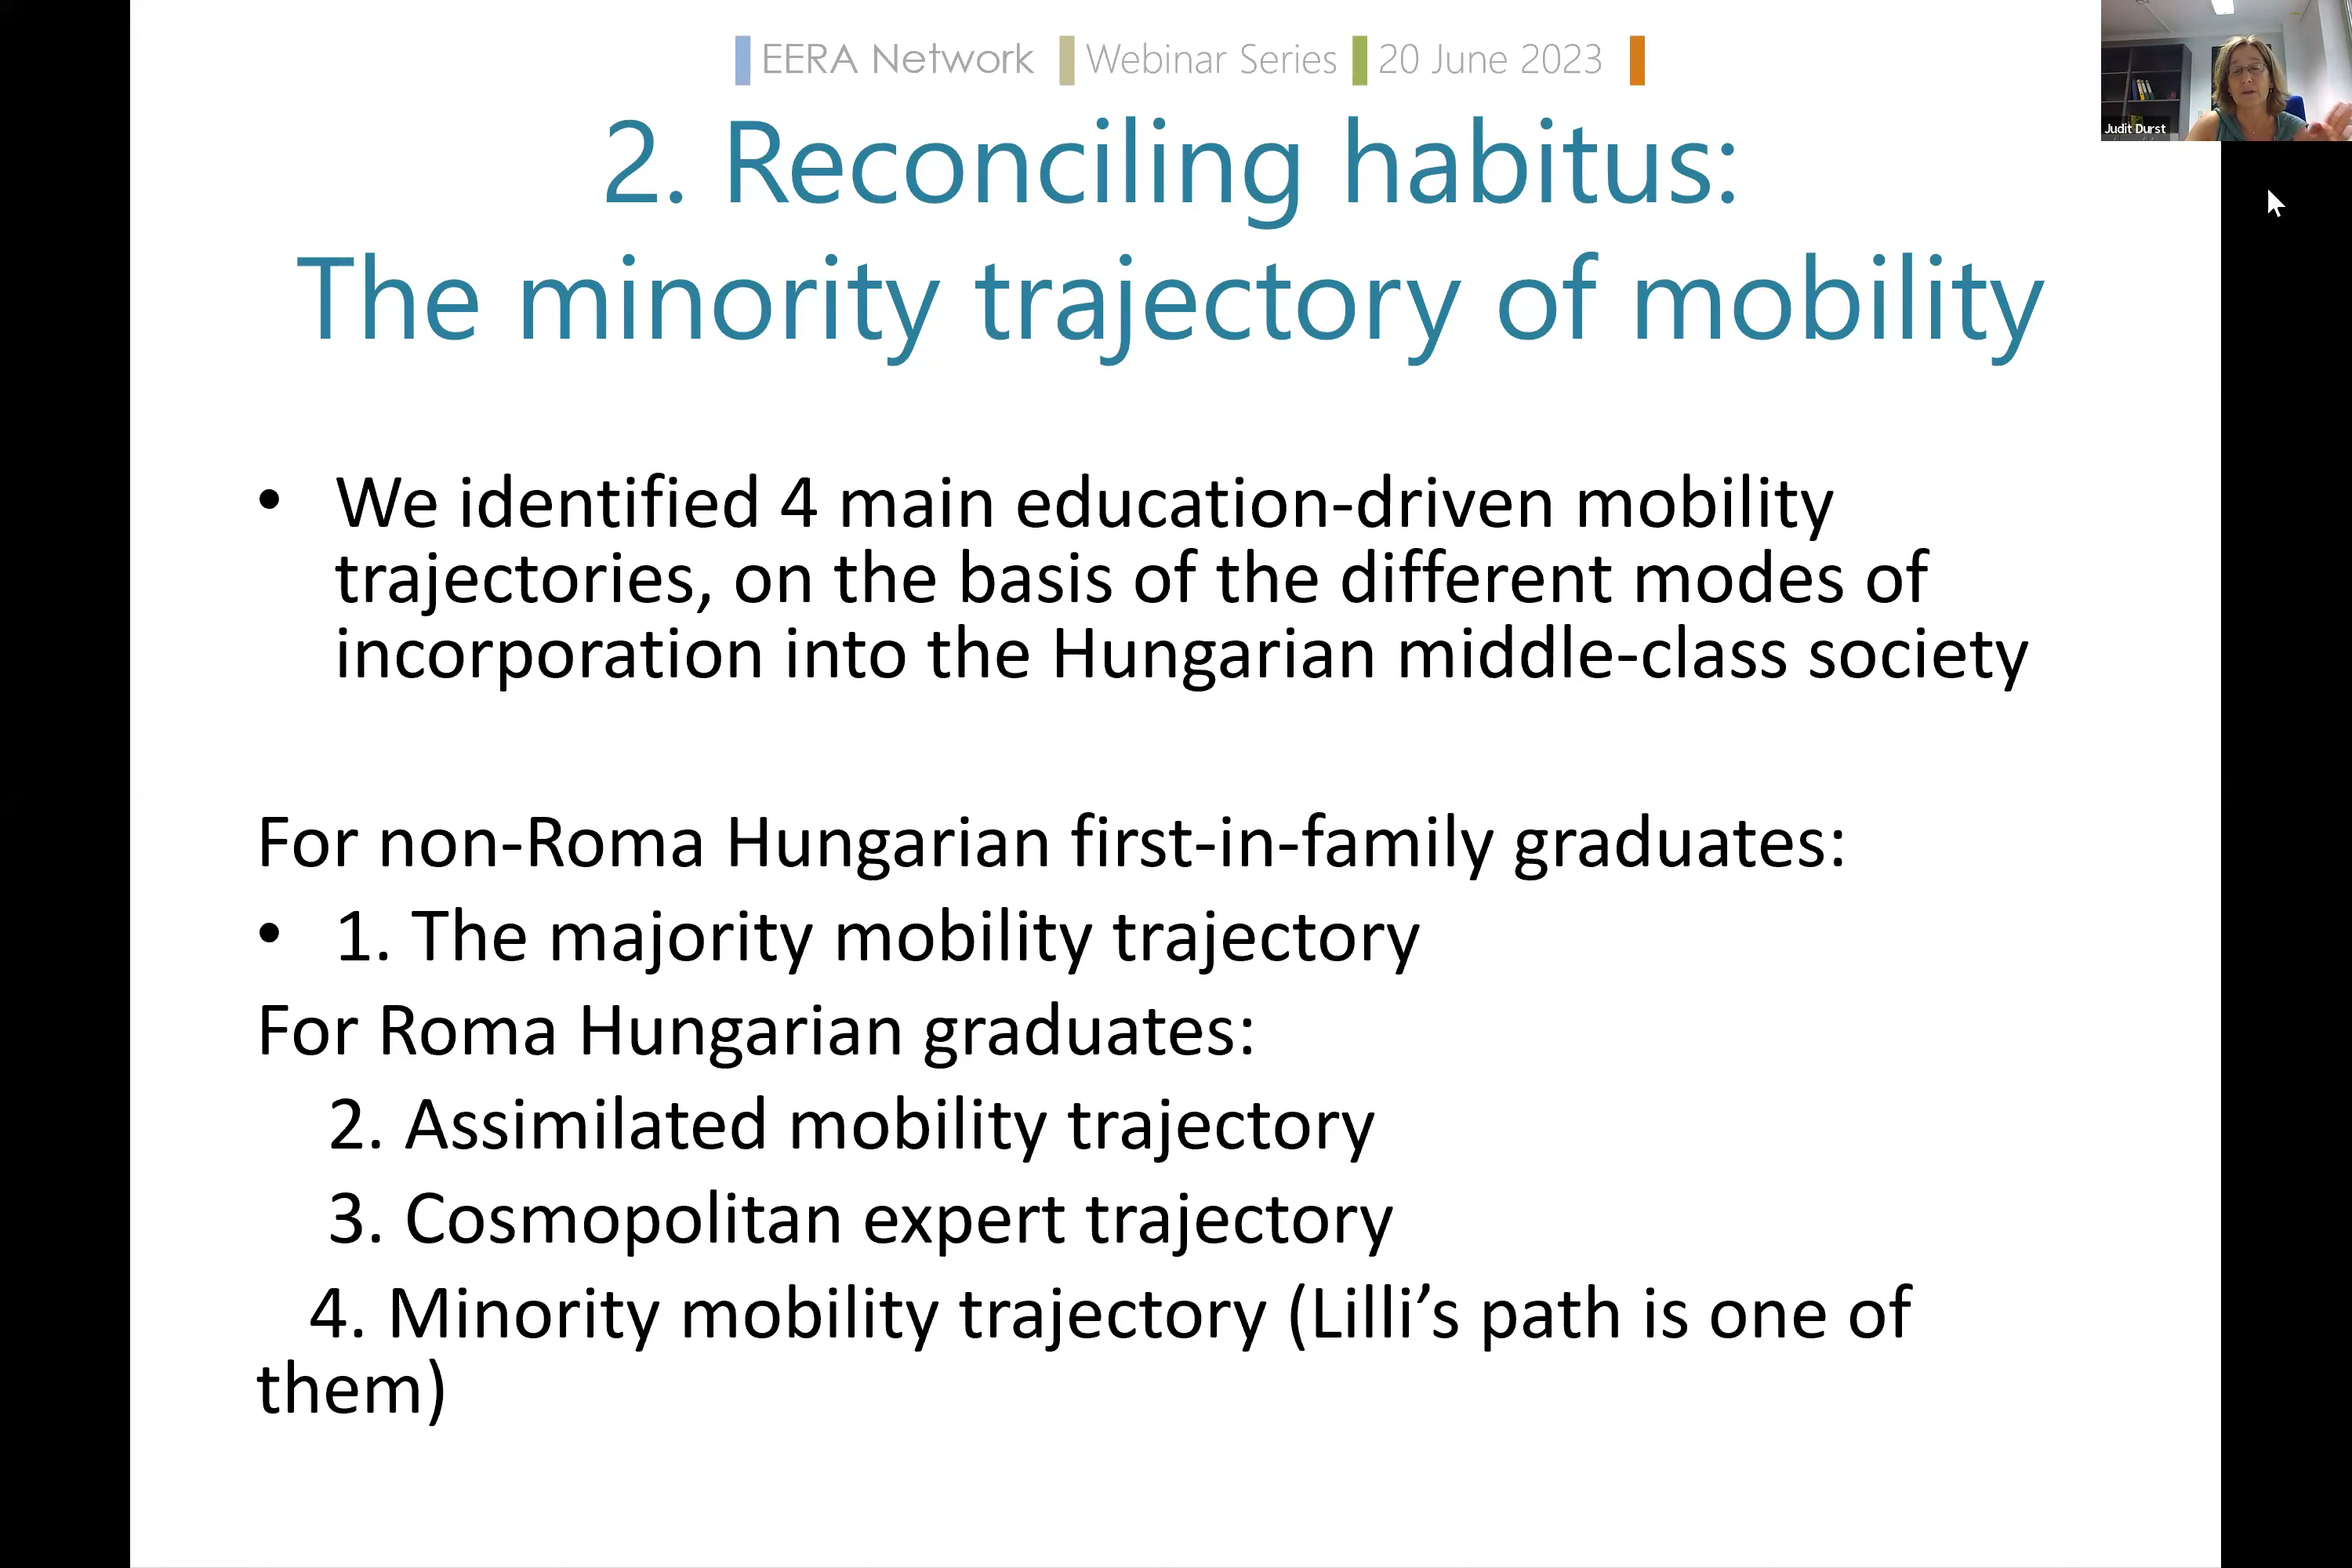 EERA Network Webinar Series 20 June 2023
Judit Durst
2. Reconciling habitus:
The minority trajectory of mobility
• We identified 4 main education-driven mobility
trajectories, on the basis of the different modes of
incorporation into the Hungarian middle-class society
For non-Roma Hungarian first-in-family graduates:
• 1. The majority mobility trajectory
For Roma Hungarian graduates:
2. Assimilated mobility trajectory
3. Cosmopolitan expert trajectory
4. Minority mobility trajectory (Lilli’s path is one of
them)